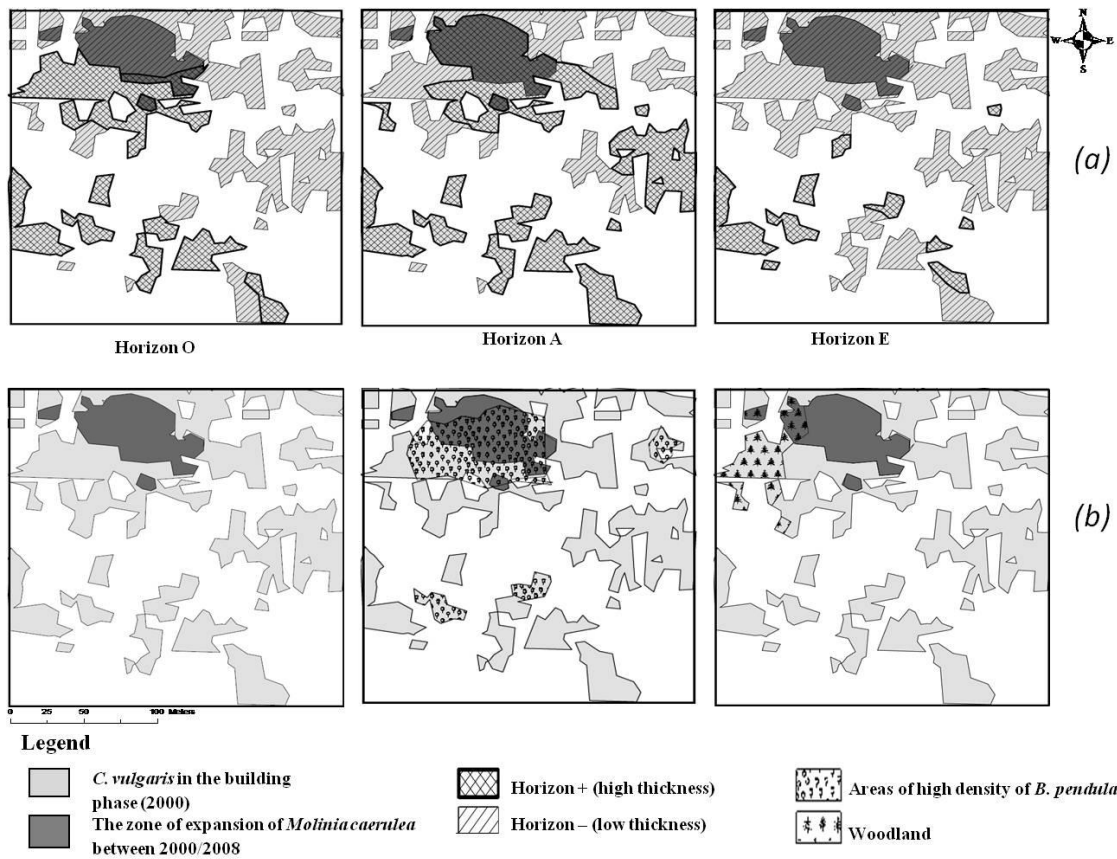 N
W E
S
(a)
Horizon O
Horizon A
Horizon E
(b)
0 25 50 100 Meters
Legend
C. vulgaris in the building
phase (2000)
The zone of expansion of Molinia caerulea
between 2000/2008
Horizon + (high thickness)
Horizon – (low thickness)
Areas of high density of B. pendula
Woodland